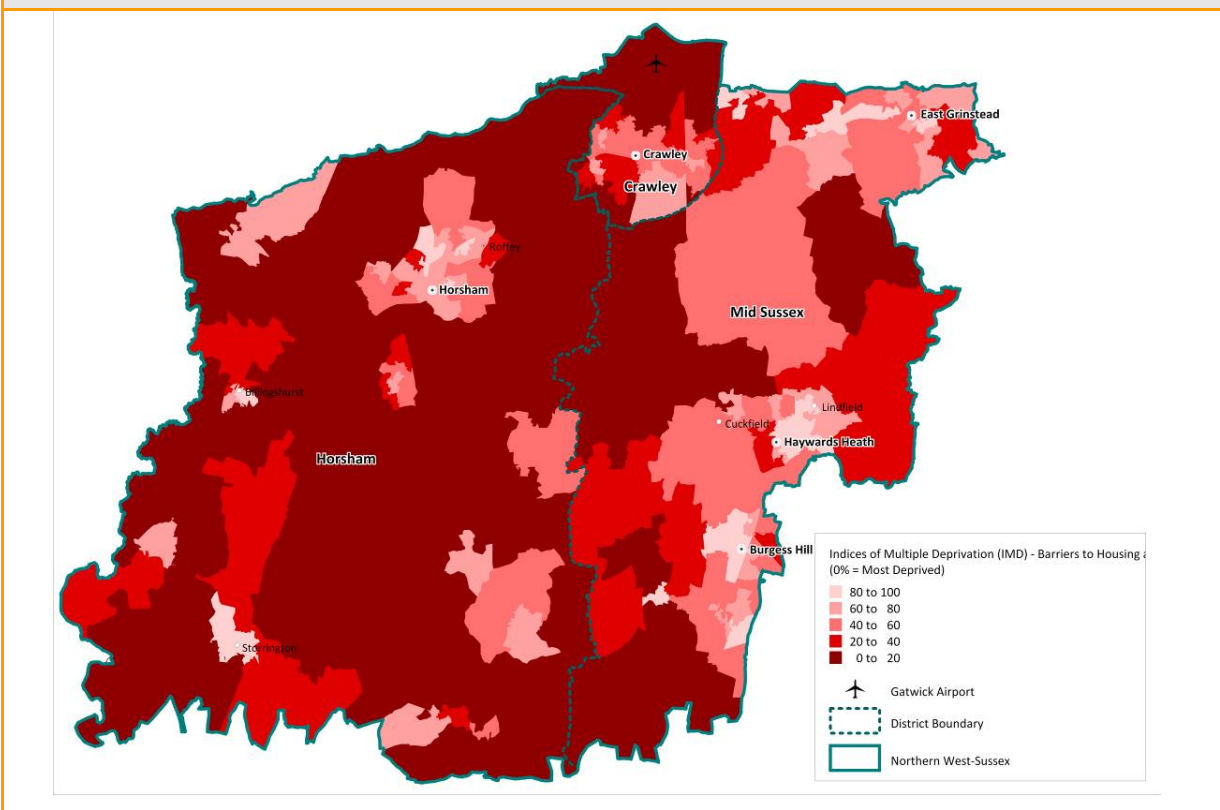 East Grinstead
Crawley
Crawley
Roffey
Horsham
Mid Sussex
Billingshurst
Lindfield
Cuckfield
Haywards Heath
Horsham
Burgess Hill
Storrington
Indices of Multiple Deprivation (IMD) - Barriers to Housing
(0% = Most Deprived)
80 to 100
60 to 80
40 to 60
20 to 40
0 to 20
Gatwick Airport
District Boundary
Northern West-Sussex